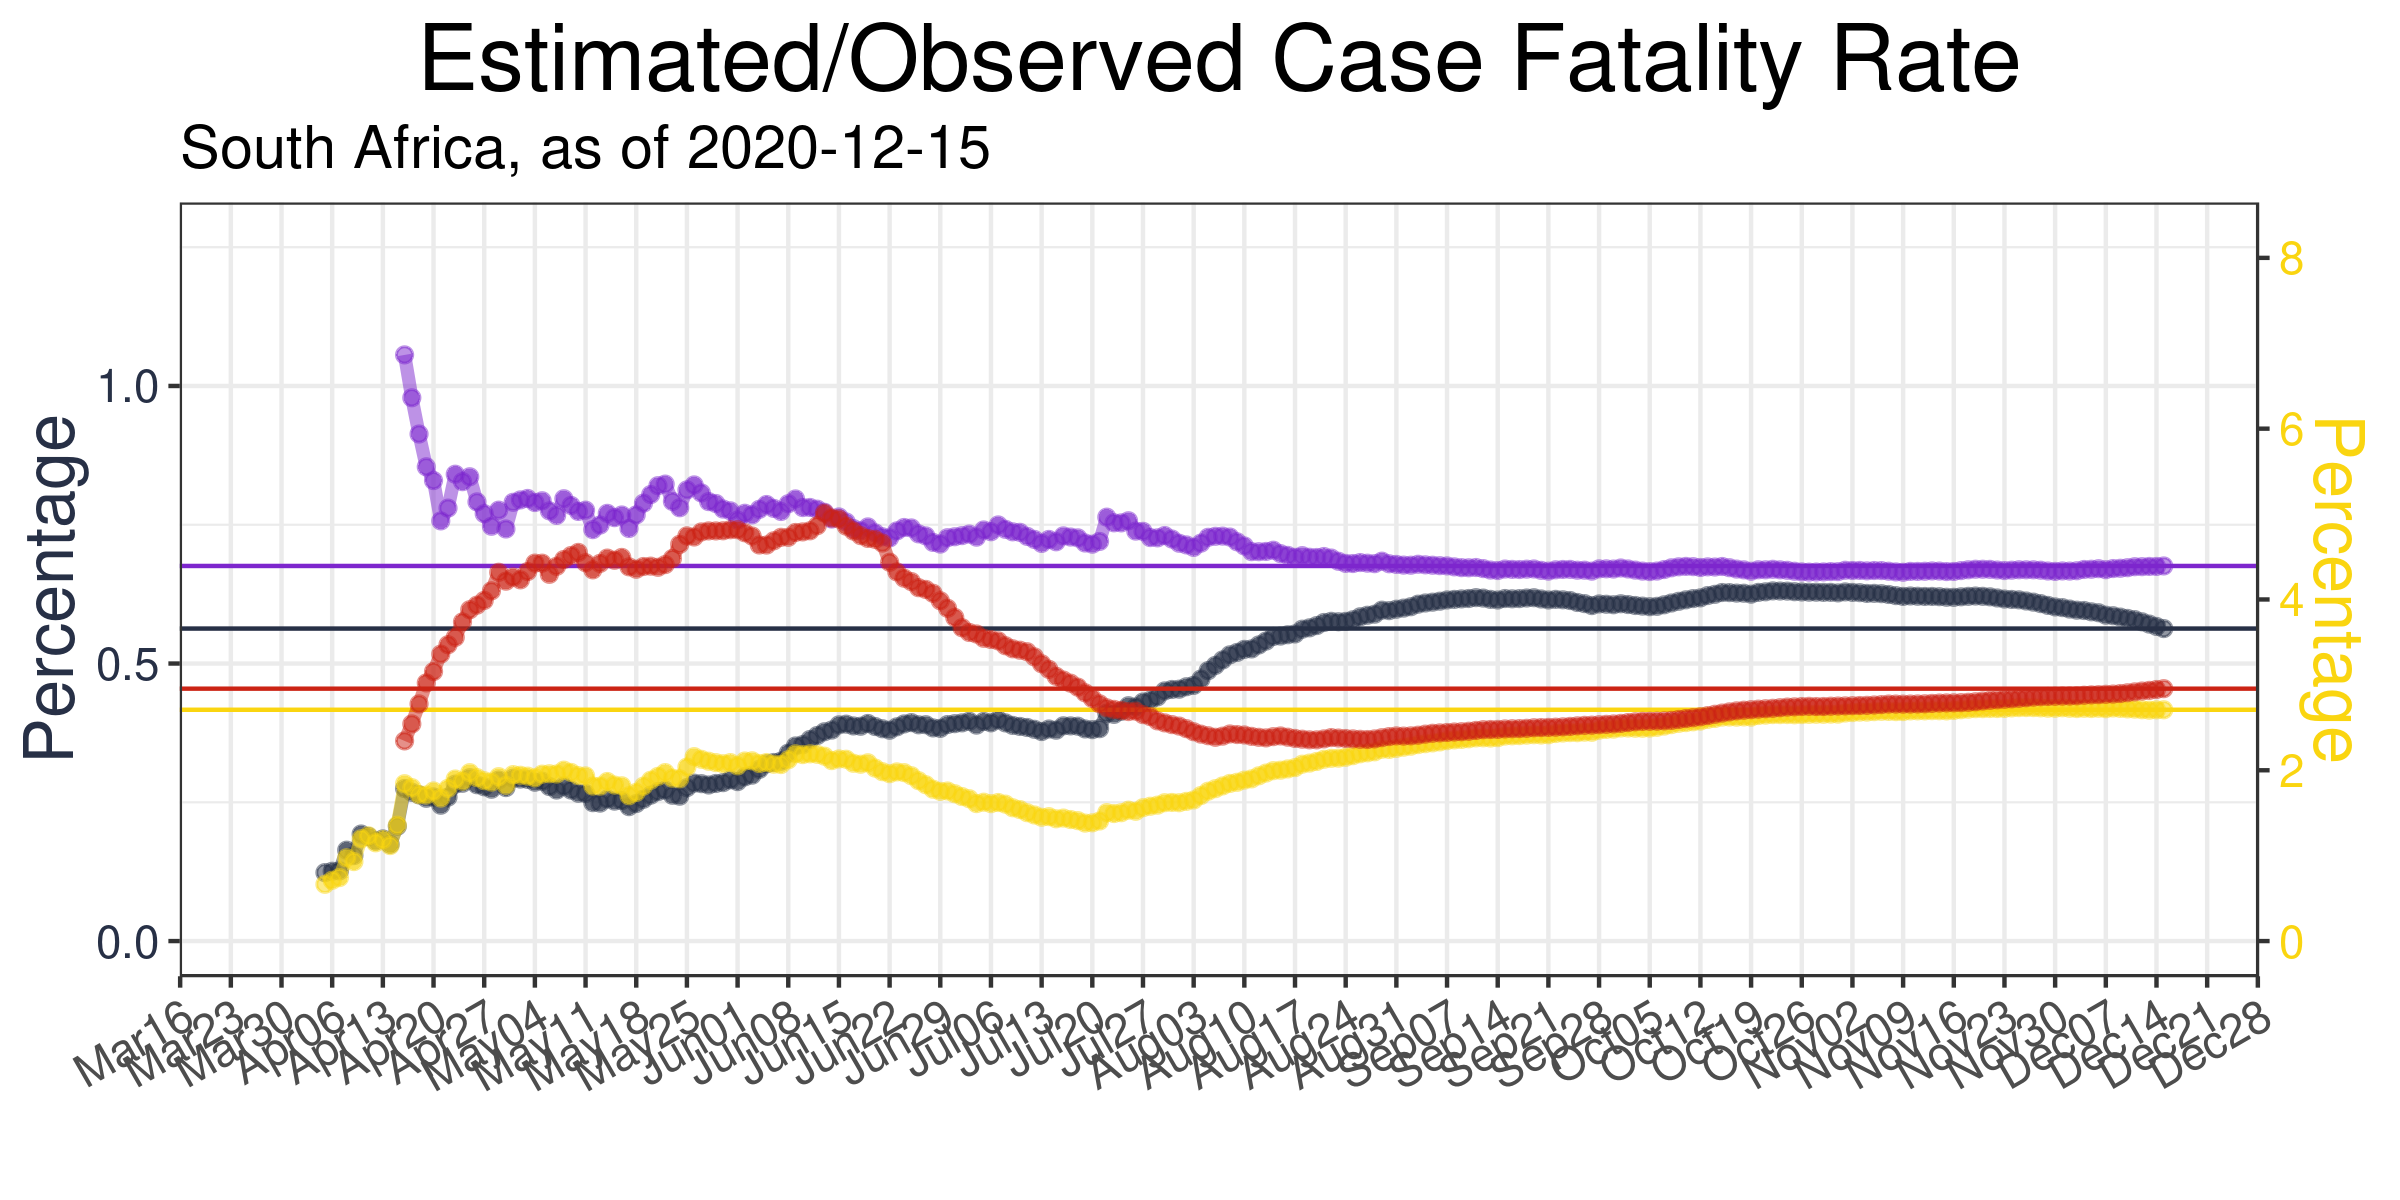 Estimated/Observed Case Fatality Rate
South Africa, as of 2020-12-15
Percentage
1.0
0.5
0.0
8
6
4
2
0
Percentage
Mar16
Mar23
Mar30
Apr06
Apr13
Apr20
Apr27
May04
May11
May18
May25
Jun01
Jun08
Jun15
Jun22
Jun29
Jul06
Jul13
Jul20
Jul27
Aug03
Aug10
Aug17
Aug24
Aug31
Sep07
Sep14
Sep21
Sep28
Oct05
Oct12
Oct19
Oct26
Nov02
Nov09
Nov16
Nov23
Nov30
Dec07
Dec14
Dec21
Dec28